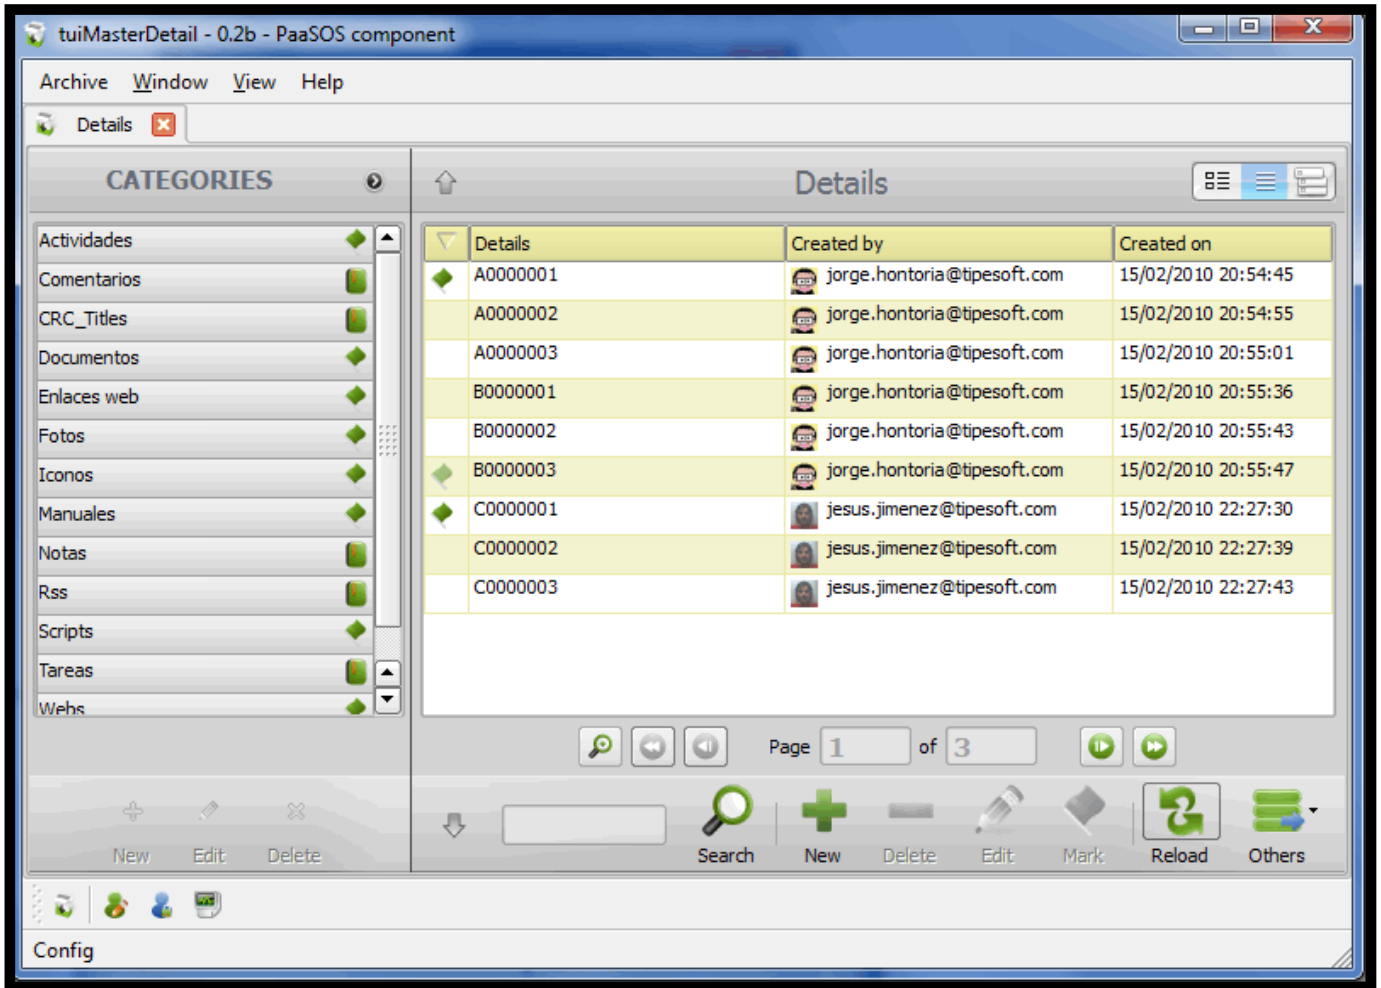 tuiMasterDetail - 0.2b - PaaSOS component
Archive Window View Help
Details
CATEGORIES
Details
Actividades
Comentarios
CRC_Titles
Documentos
Enlaces web
Fotos
Iconos
Manuales
Notas
Rss
Scripts
Tareas
Webs
Details Created by Created on
A0000001 jorge.hontoria@tipesoft.com 15/02/2010 20:54:45
A0000002 jorge.hontoria@tipesoft.com 15/02/2010 20:54:55
A0000003 jorge.hontoria@tipesoft.com 15/02/2010 20:55:01
B0000001 jorge.hontoria@tipesoft.com 15/02/2010 20:55:36
B0000002 jorge.hontoria@tipesoft.com 15/02/2010 20:55:43
B0000003 jorge.hontoria@tipesoft.com 15/02/2010 20:55:47
C0000001 jesus.jimenez@tipesoft.com 15/02/2010 22:27:30
C0000002 jesus.jimenez@tipesoft.com 15/02/2010 22:27:39
C0000003 jesus.jimenez@tipesoft.com 15/02/2010 22:27:43
Page 1 of 3
New Edit Delete
Search New Delete Edit Mark Reload Others
Config